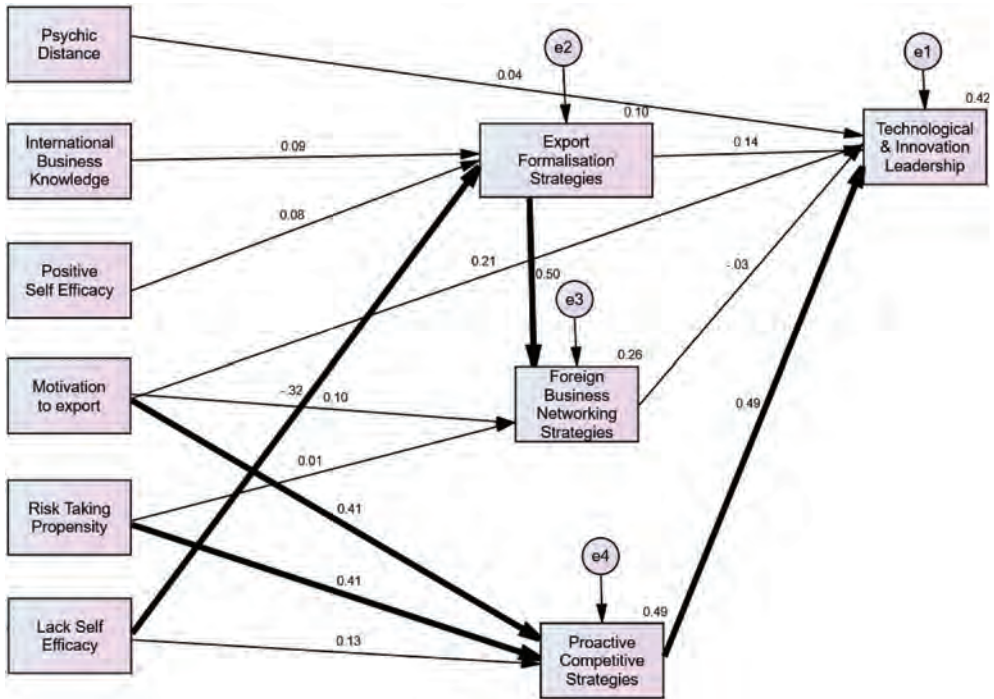 Psychic
Distance
e2
e1
0.04
0.10
0.42
International
Business
Knowledge
0.09
Export
Formalisation
Strategies
0.14
Technological
& Innovation
Leadership
0.08
Positive
Self Efficacy
0.21
0.50
-.03
e3
0.26
Motivation
to export
-.32
0.10
Foreign
Business
Networking
Strategies
0.49
0.01
Risk Taking
Propensity
0.41
0.41
e4
Lack Self
Efficacy
0.13
0.49
Proactive
Competitive
Strategies